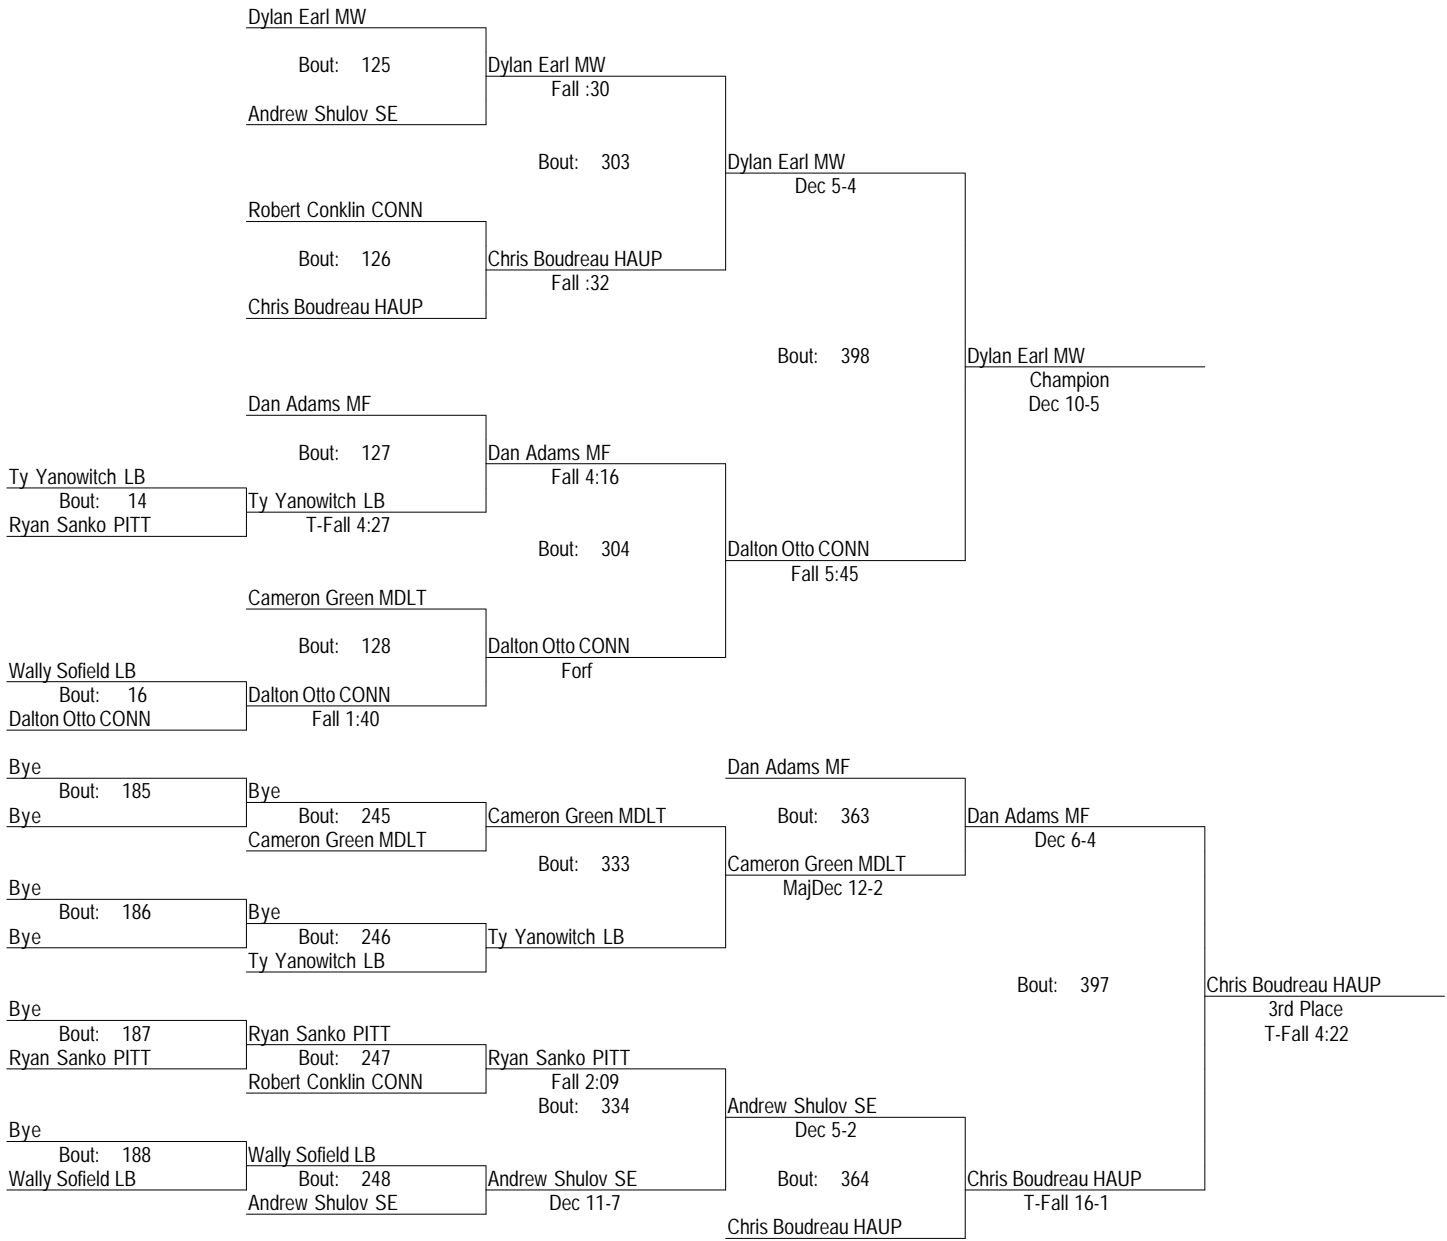 Dylan Earl MW
Bout: 125
Dylan Earl MW
Fall :30
Andrew Shulov SE
Bout: 303
Dylan Earl MW
Dec 5-4
Robert Conklin CONN
Bout: 126
Chris Boudreau HAUP
Fall :32
Chris Boudreau HAUP
Bout: 398
Dylan Earl MW
Champion
Dec 10-5
Dan Adams MF
Bout: 127
Dan Adams MF
Fall 4:16
Ty Yanowitch LB
Bout: 14
Ty Yanowitch LB
Ryan Sanko PITT
T-Fall 4:27
Bout: 304
Dalton Otto CONN
Fall 5:45
Cameron Green MDLT
Bout: 128
Dalton Otto CONN
Forf
Wally Sofield LB
Bout: 16
Dalton Otto CONN
Dalton Otto CONN
Fall 1:40
Bye
Dan Adams MF
Bout: 185
Bye
Bye
Bout: 245
Cameron Green MDLT
Bout: 363
Dan Adams MF
Cameron Green MDLT
Dec 6-4
Bout: 333
Cameron Green MDLT
MajDec 12-2
Bye
Bout: 186
Bye
Bye
Bout: 246
Ty Yanowitch LB
Ty Yanowitch LB
Bout: 397
Chris Boudreau HAUP
3rd Place
T-Fall 4:22
Bye
Bout: 187
Ryan Sanko PITT
Ryan Sanko PITT
Bout: 247
Ryan Sanko PITT
Robert Conklin CONN
Fall 2:09
Bout: 334
Andrew Shulov SE
Dec 5-2
Bye
Bout: 188
Wally Sofield LB
Wally Sofield LB
Bout: 248
Andrew Shulov SE
Bout: 364
Chris Boudreau HAUP
Andrew Shulov SE
Dec 11-7
T-Fall 16-1
Chris Boudreau HAUP